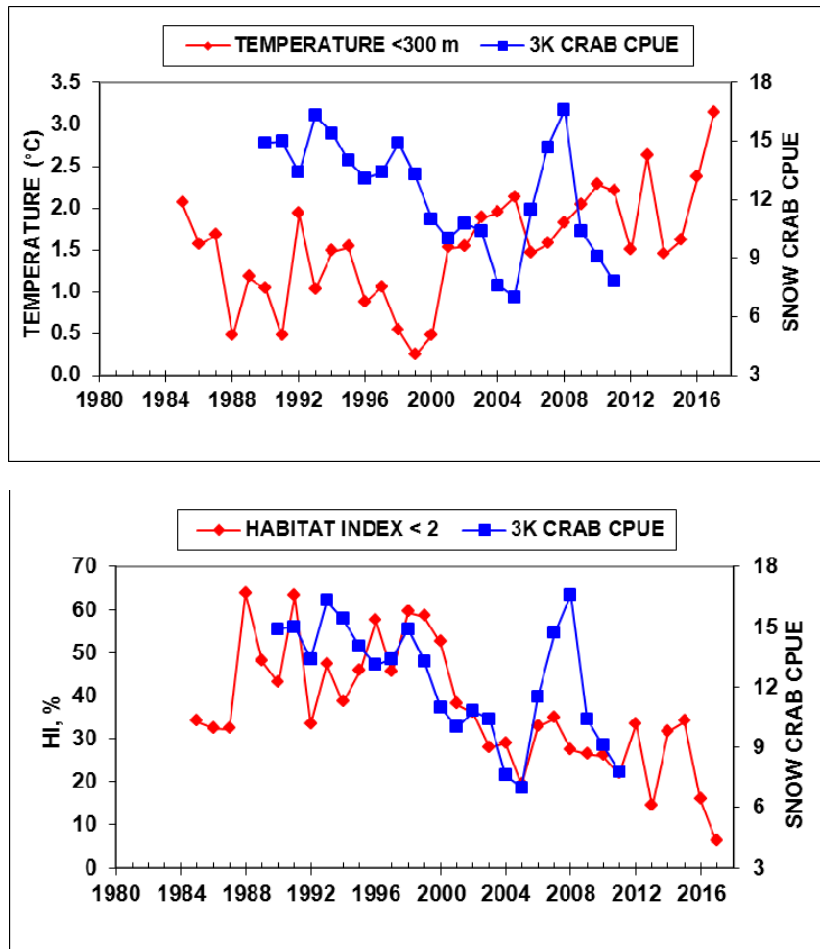 TEMPERATURE <300 m 3K CRAB CPUE
3.5 18
3.0 15
2.5
2.0 12
1.5 9
1.0
0.5 6
0.0 3
TEMPERATURE (°C)
SNOW CRAB CPUE
1980 1984 1988 1992 1996 2000 2004 2008 2012 2016
HABITAT INDEX < 2 3K CRAB CPUE
70 18
60 15
50
40 12
30 9
20
10 6
0 3
HI, %
SNOW CRAB CPUE
1980 1984 1988 1992 1996 2000 2004 2008 2012 2016